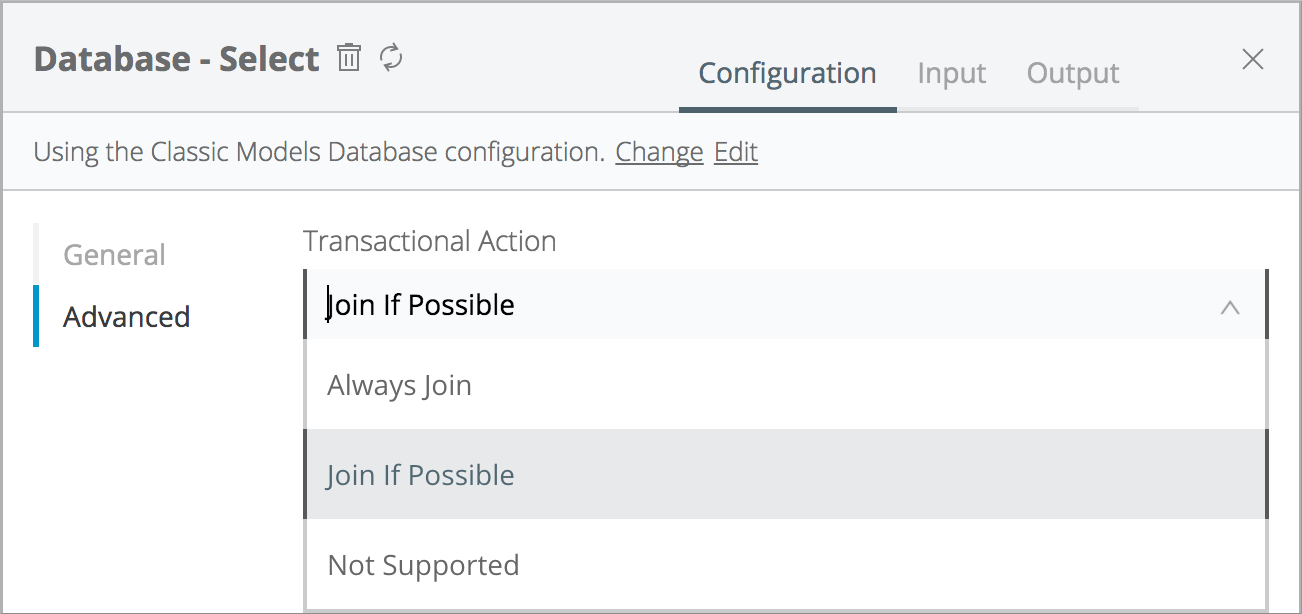 Database - Select
Configuration Input Output
Using the Classic Models Database configuration. Change Edit
General
Advanced
Transactional Action
Join If Possible
Always Join
Join If Possible
Not Supported